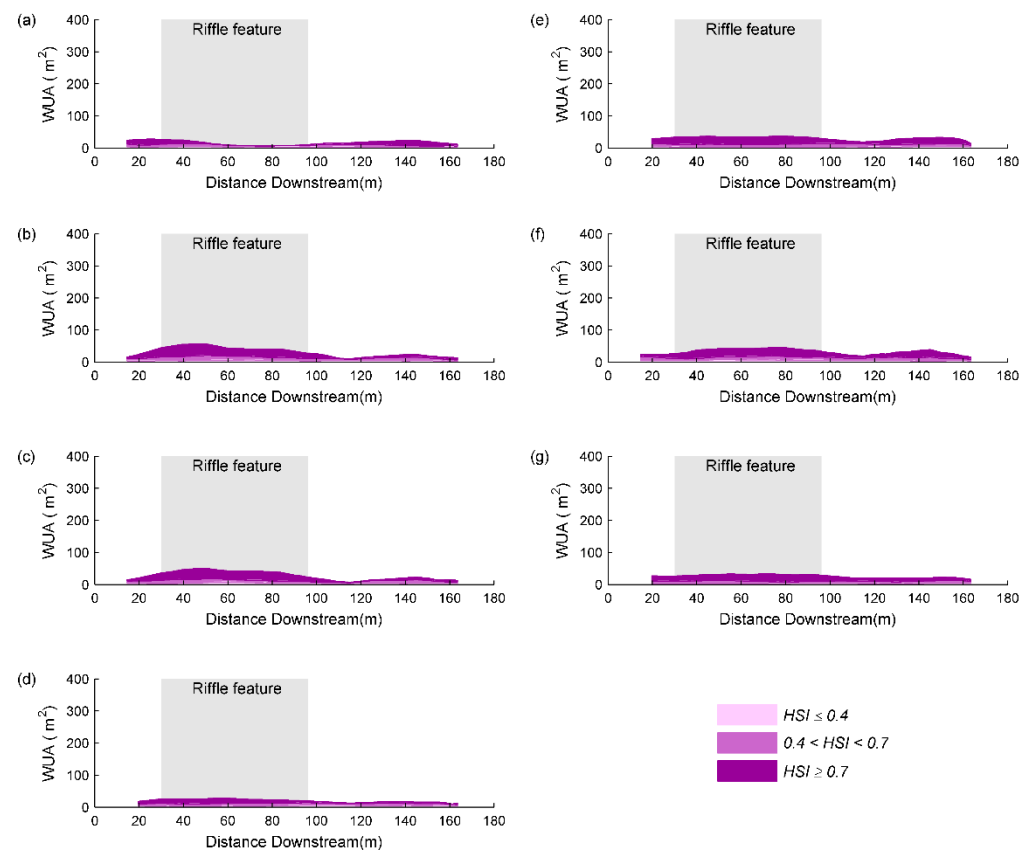 (a)
Riffle feature
400
300
200
100
0
WUA ( m²)
0 20 40 60 80 100 120 140 160 180
Distance Downstream(m)
(b)
Riffle feature
400
300
200
100
0
WUA ( m²)
0 20 40 60 80 100 120 140 160 180
Distance Downstream(m)
(c)
Riffle feature
400
300
200
100
0
WUA ( m²)
0 20 40 60 80 100 120 140 160 180
Distance Downstream(m)
(d)
Riffle feature
400
300
200
100
0
WUA ( m²)
0 20 40 60 80 100 120 140 160 180
Distance Downstream(m)
(e)
Riffle feature
400
300
200
100
0
WUA ( m²)
0 20 40 60 80 100 120 140 160 180
Distance Downstream(m)
(f)
Riffle feature
400
300
200
100
0
WUA ( m²)
0 20 40 60 80 100 120 140 160 180
Distance Downstream(m)
(g)
Riffle feature
400
300
200
100
0
WUA ( m²)
0 20 40 60 80 100 120 140 160 180
Distance Downstream(m)
HSI ≤ 0.4
0.4 < HSI < 0.7
HSI ≥ 0.7